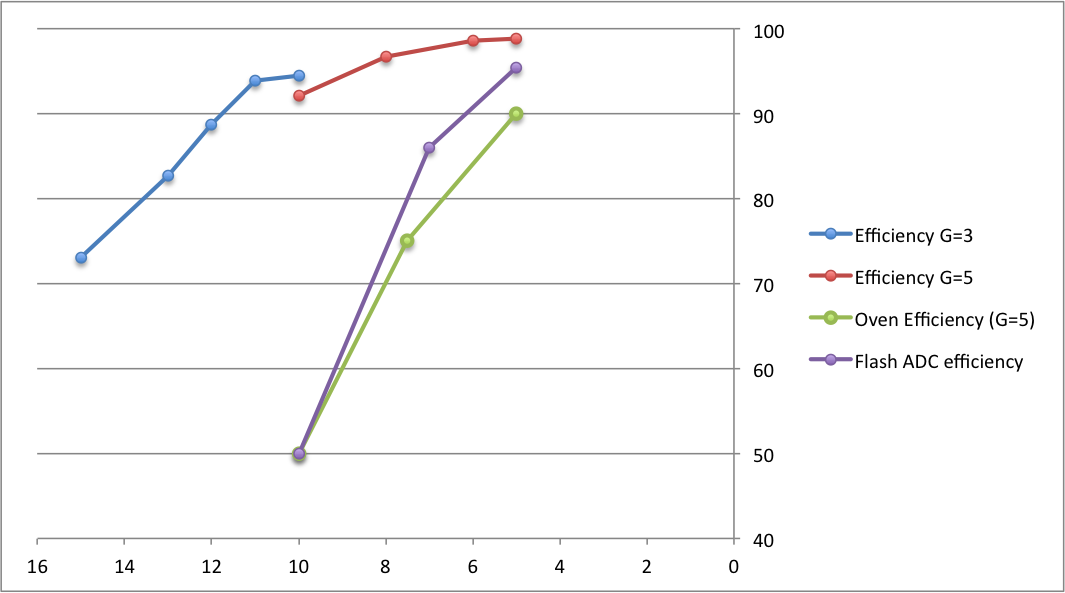 100
90
80
70
60
50
40
16 14 12 10 8 6 4 2 0
Efficiency G=3
Efficiency G=5
Oven Efficiency (G=5)
Flash ADC efficiency